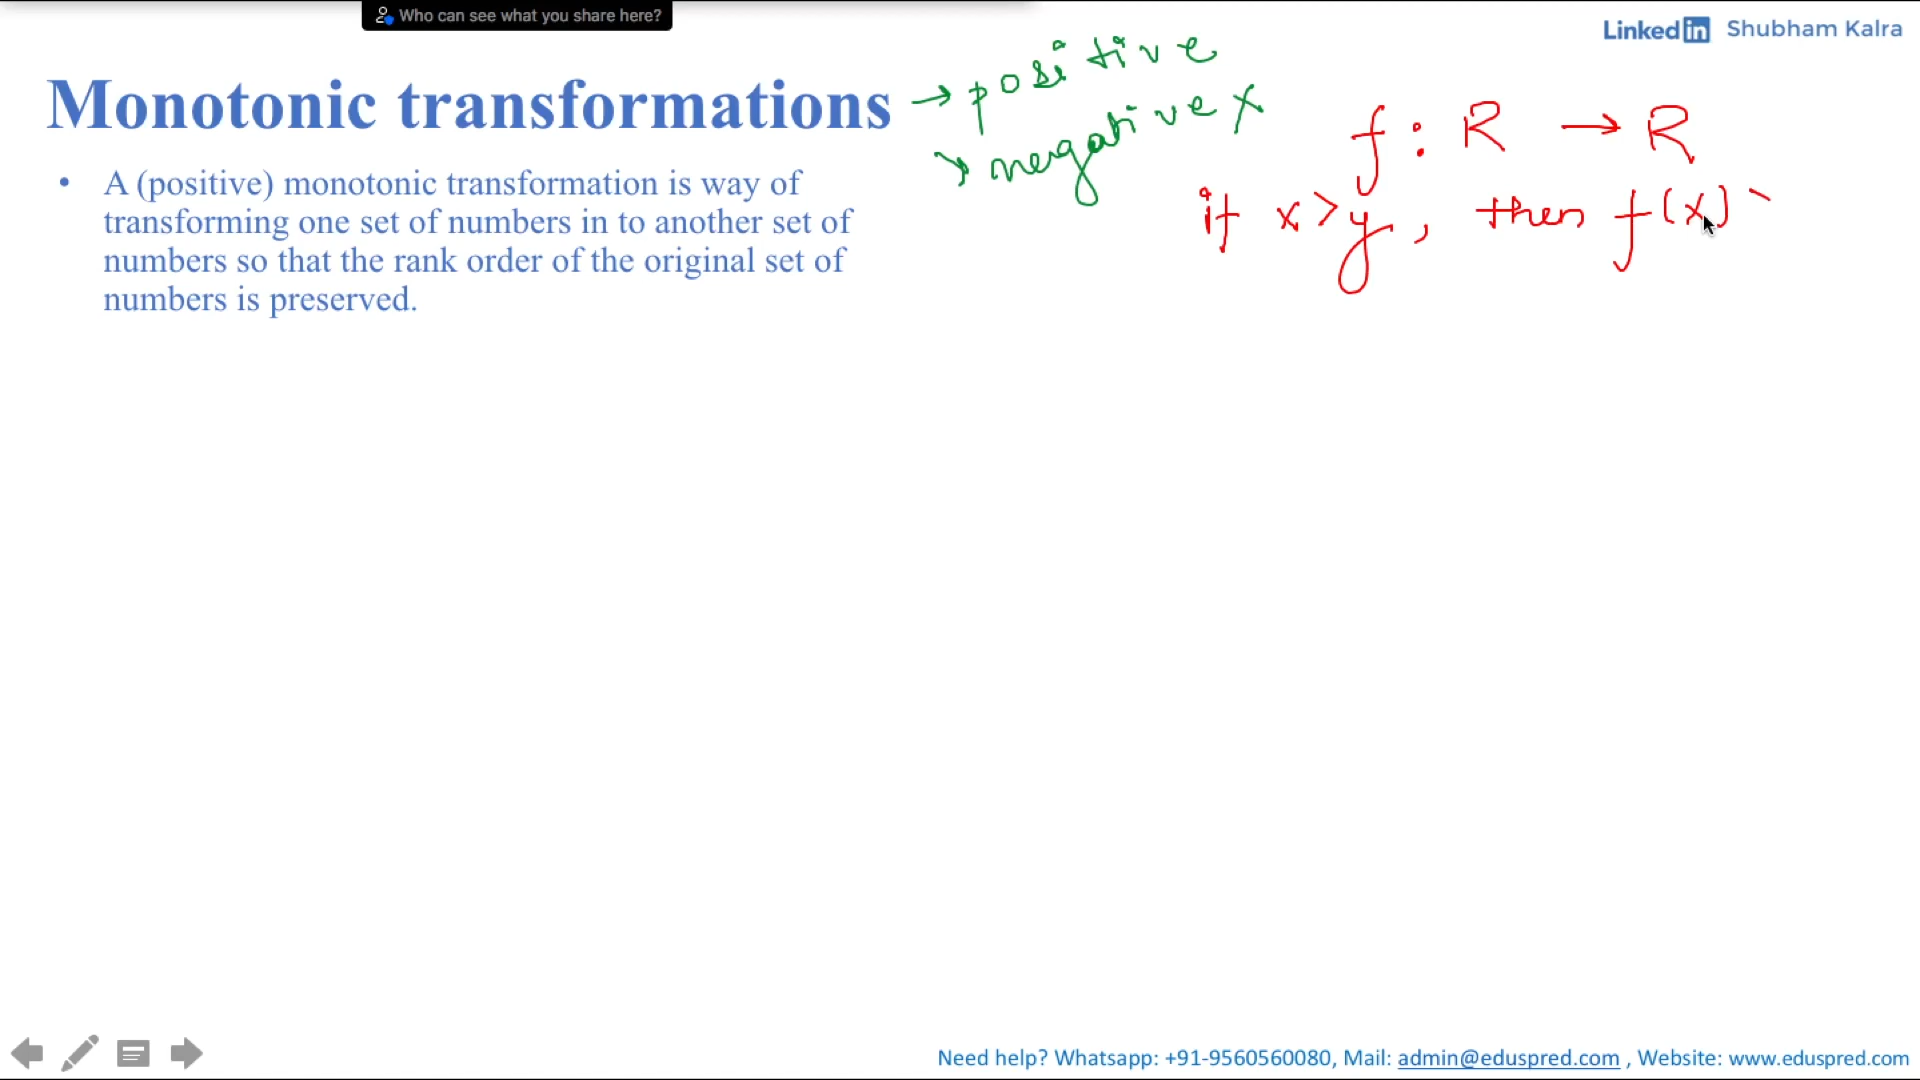 Who can see what you share here?
Linked in Shubham Kalra
Monotonic transformations
→ positive
→ negative X
f : R → R
if x > y, then f(x)
• A (positive) monotonic transformation is way of
transforming one set of numbers in to another set of
numbers so that the rank order of the original set of
numbers is preserved.
Need help? Whatsapp: +91-9560560080, Mail: admin@eduspred.com , Website: www.eduspred.com